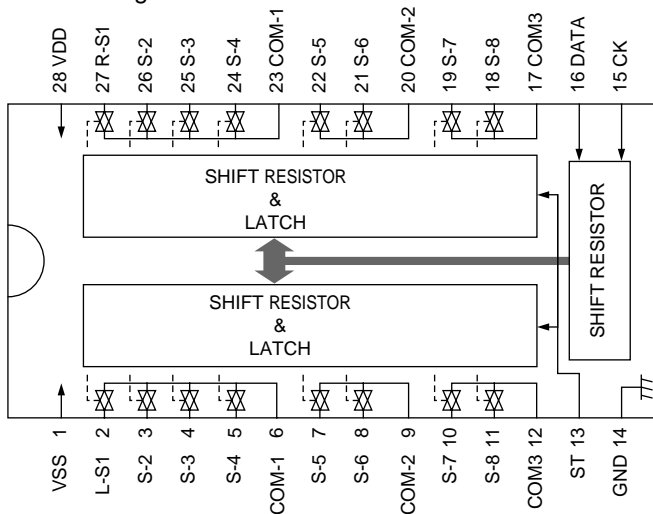 28 VDD
27 R-S1
26 S-2
25 S-3
24 S-4
23 COM-1
22 S-5
21 S-6
20 COM-2
19 S-7
18 S-8
17 COM3
16 DATA
15 CK
SHIFT RESISTOR
&
LATCH
SHIFT RESISTOR
SHIFT RESISTOR
&
LATCH
VSS 1
L-S1 2
S-2 3
S-3 4
S-4 5
COM-1 6
S-5 7
S-6 8
COM-2 9
S-7 10
S-8 11
COM3 12
ST 13
GND 14